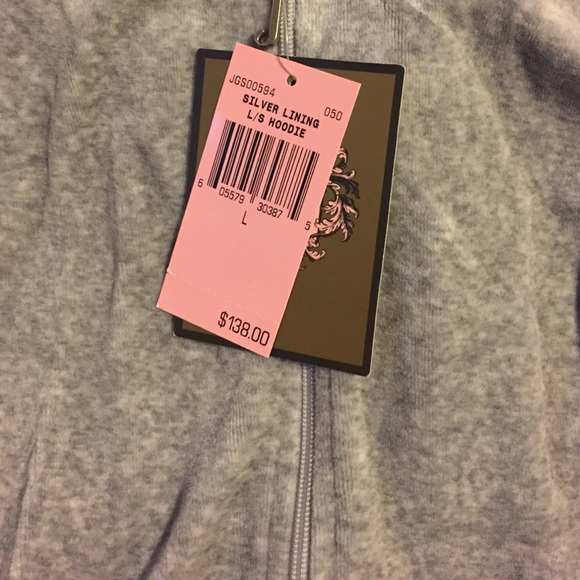 JGS00594 050
SILVER LINING
L/S HOODIE
6 05579 30387 5
L
$138.00